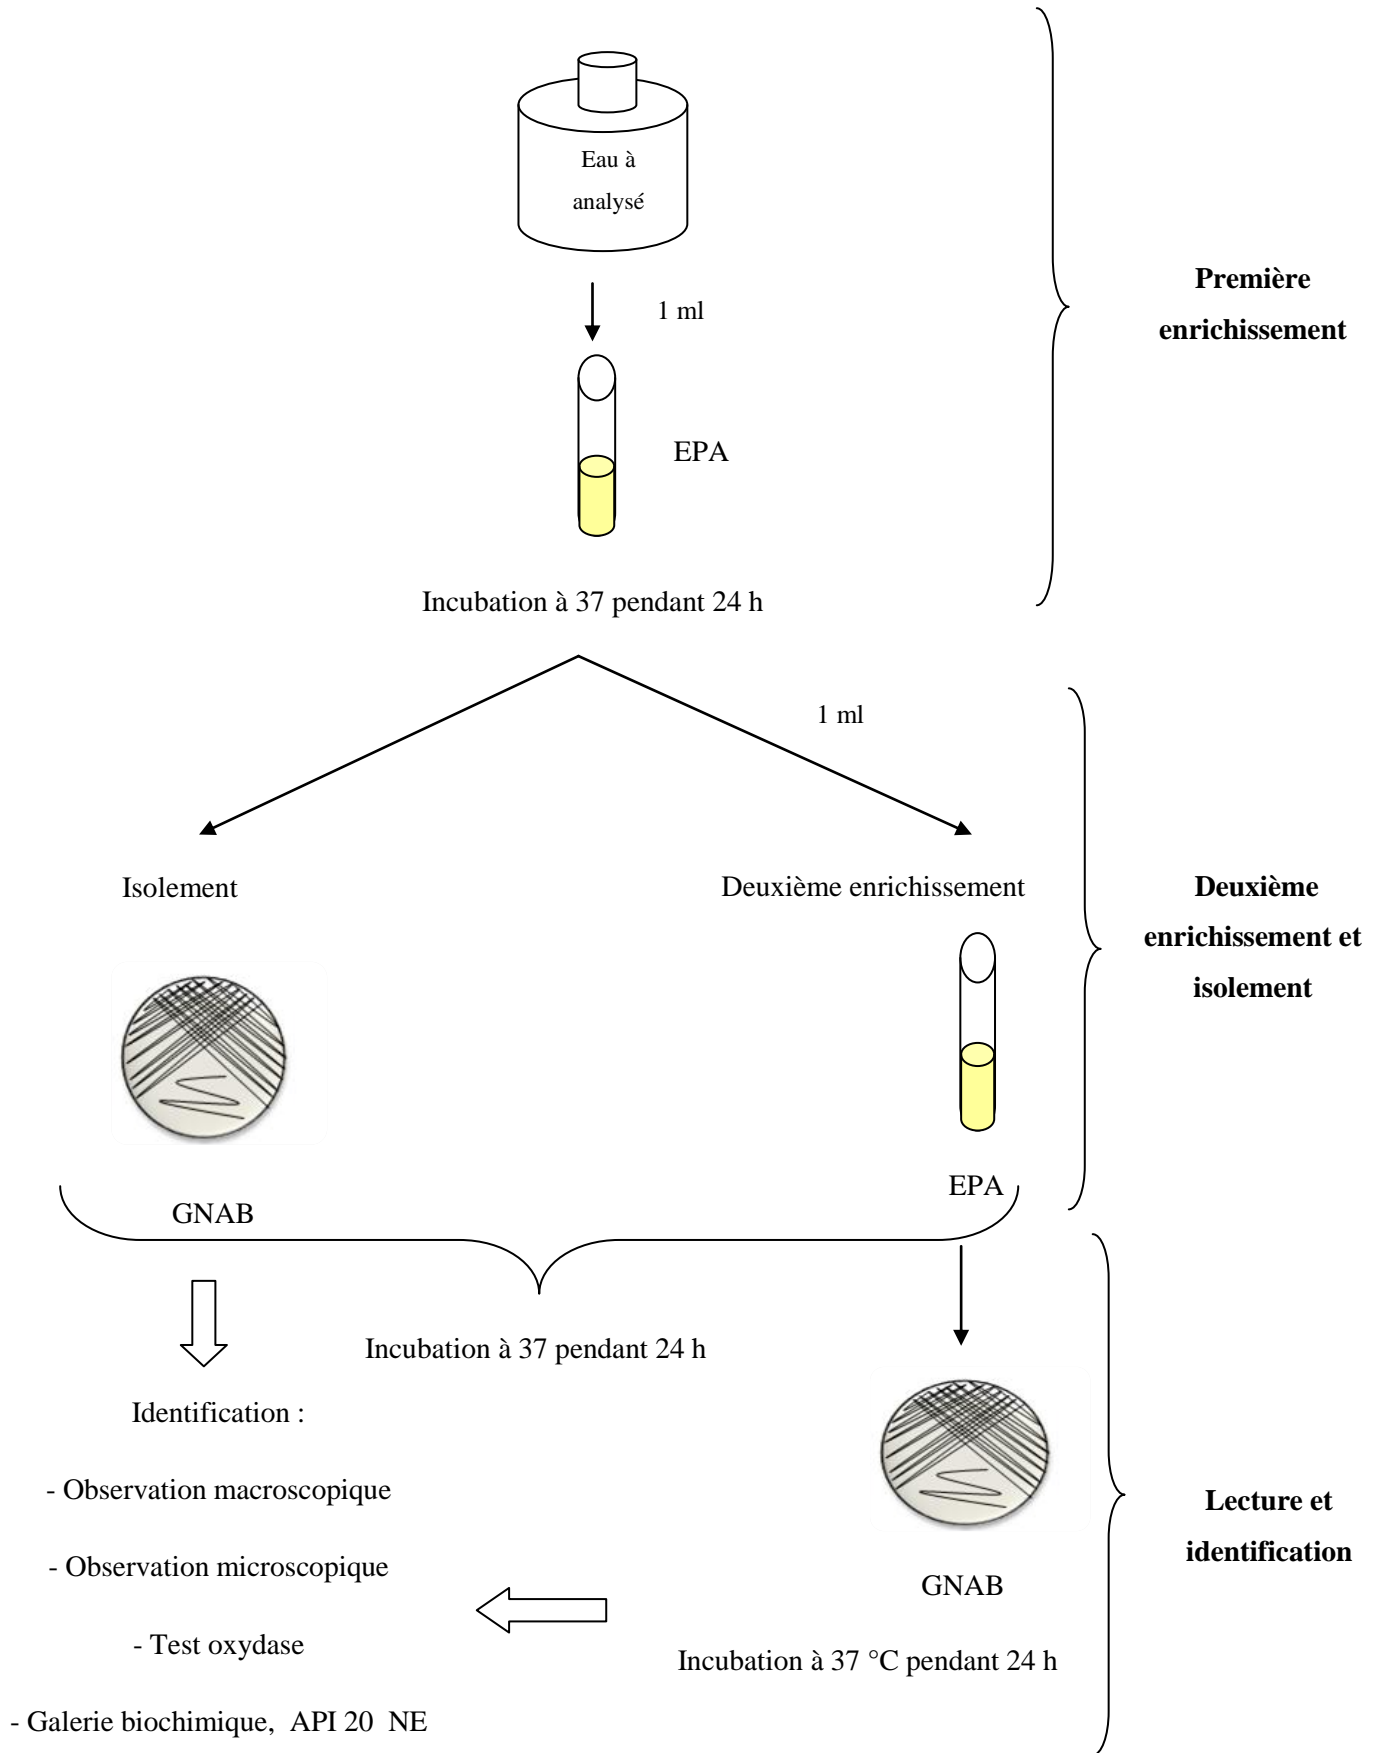 Eau à
analysé
1 ml
EPA
Première
enrichissement
Incubation à 37 pendant 24 h
1 ml
Isolement
Deuxième enrichissement
GNAB
EPA
Deuxième
enrichissement et
isolement
Incubation à 37 pendant 24 h
Identification :
- Observation macroscopique
- Observation microscopique
- Test oxydase
- Galerie biochimique, API 20 NE
GNAB
Incubation à 37 °C pendant 24 h
Lecture et
identification